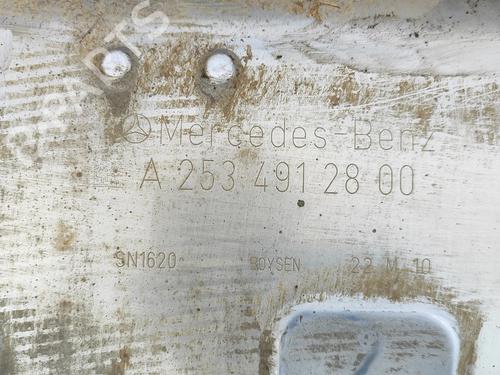 Mercedes-Benz
A 253 491 28 00
SN1620 BOYSEN 22 M 10